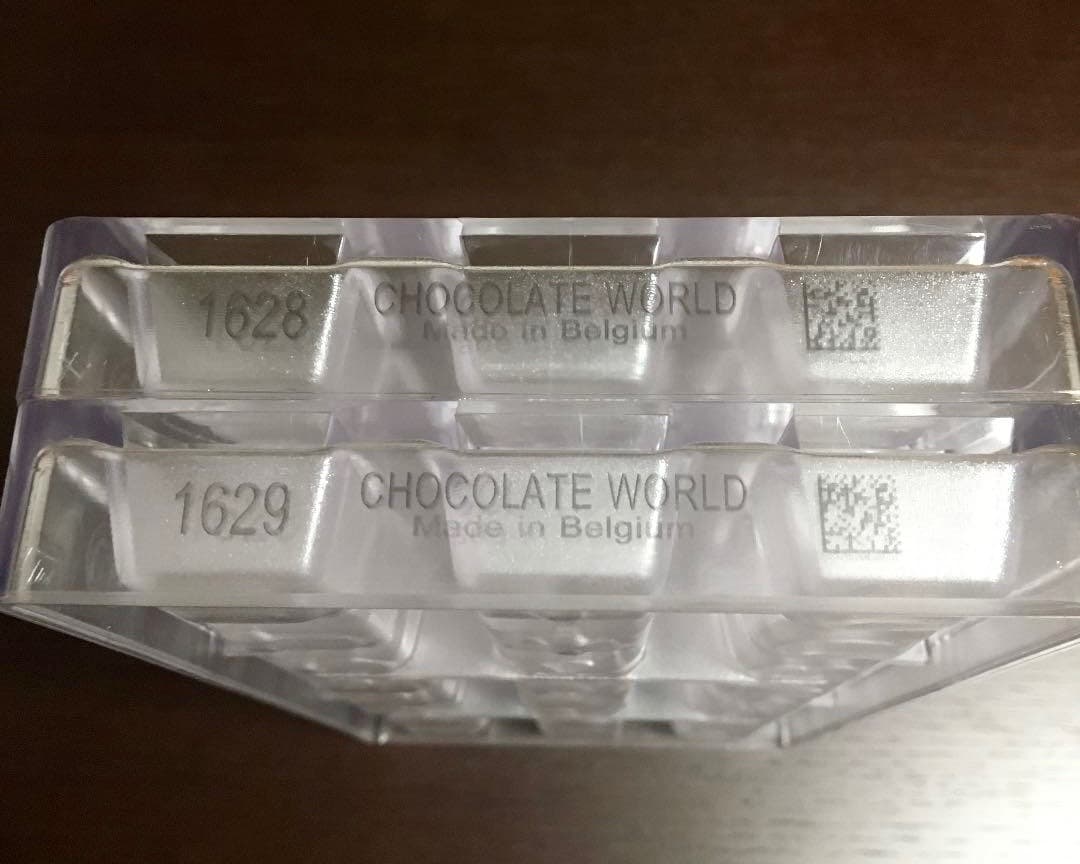 1628 CHOCOLATE WORLD
Made in Belgium
1629 CHOCOLATE WORLD
Made in Belgium